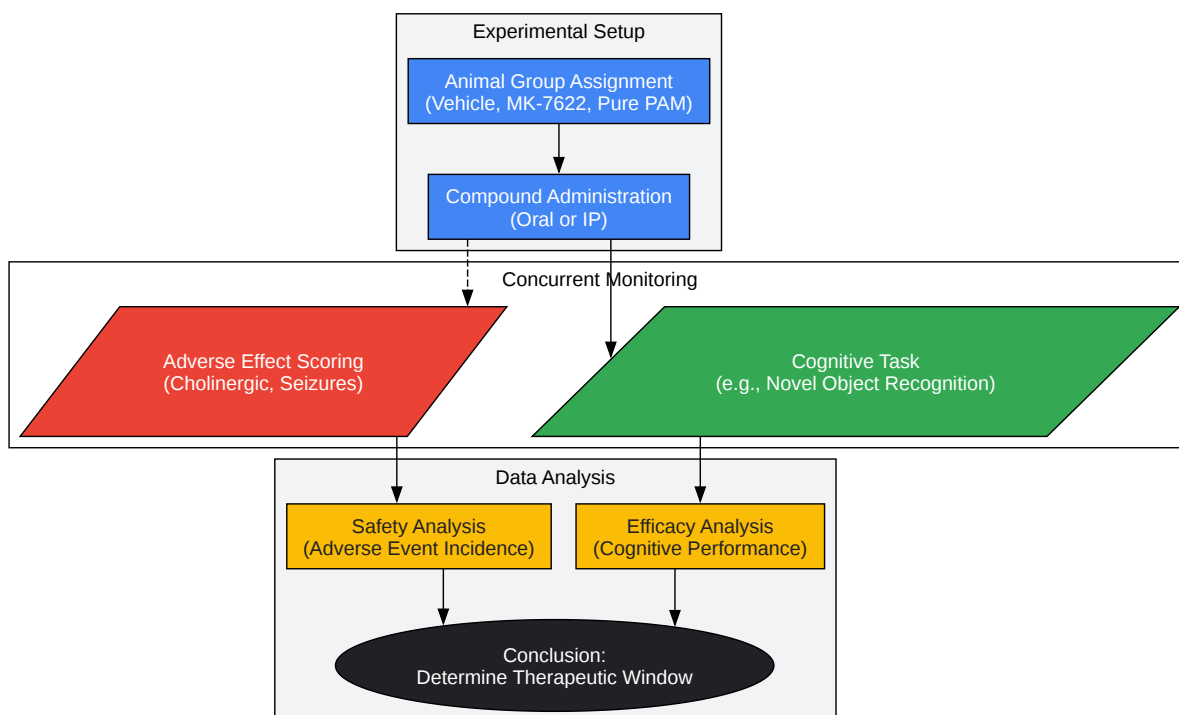 Experimental Setup
Animal Group Assignment
(Vehicle, MK-7622, Pure PAM)
Compound Administration
(Oral or IP)
Concurrent Monitoring
Adverse Effect Scoring
(Cholinergic, Seizures)
Cognitive Task
(e.g., Novel Object Recognition)
Data Analysis
Safety Analysis
(Adverse Event Incidence)
Efficacy Analysis
(Cognitive Performance)
Conclusion:
Determine Therapeutic Window